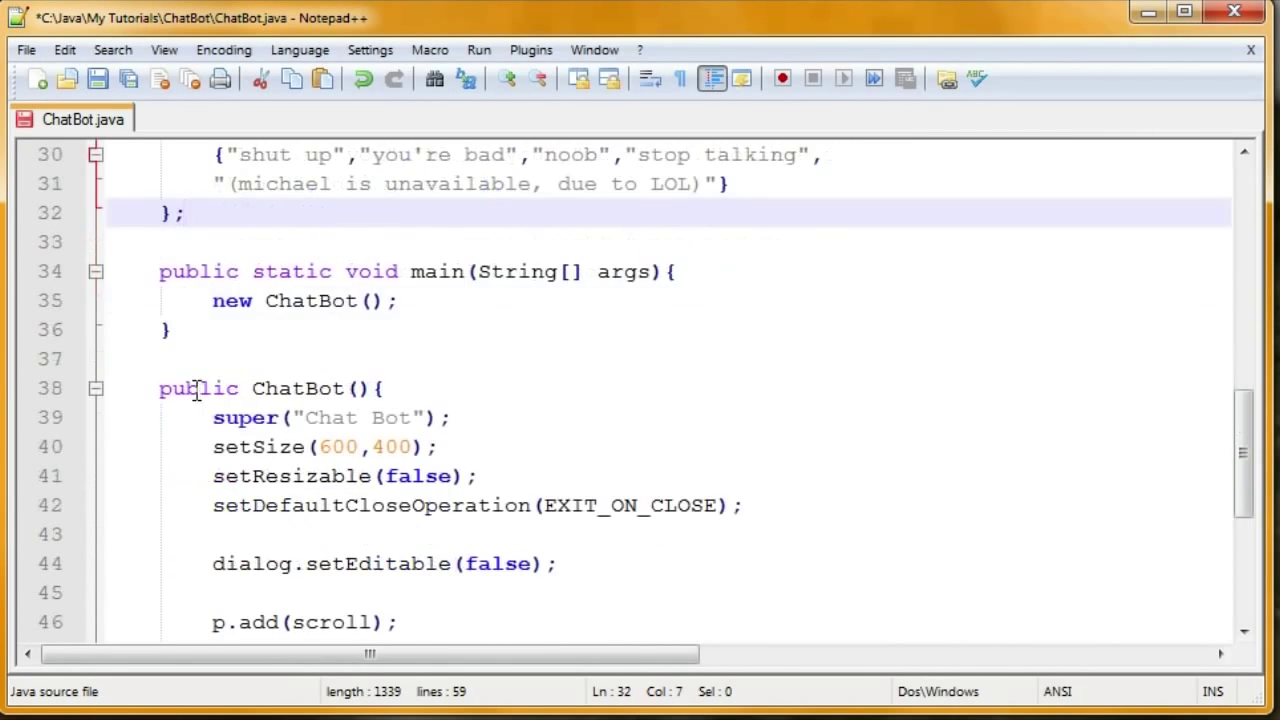 *C:\Java\My Tutorials\ChatBot\ChatBot.java - Notepad++
File Edit Search View Encoding Language Settings Macro Run Plugins Window ? X
ABC
ChatBot.java
30 {"shut up","you're bad","noob","stop talking",
31 "(michael is unavailable, due to LOL)"}
32 };
33
34 public static void main(String[] args){
35 new ChatBot();
36 }
37
38 public ChatBot(){
39 super("Chat Bot");
40 setSize(600,400);
41 setResizable(false);
42 setDefaultCloseOperation(EXIT_ON_CLOSE);
43
44 dialog.setEditable(false);
45
46 p.add(scroll);
Java source file length : 1339 lines : 59 Ln : 32 Col : 7 Sel : 0 Dos\Windows ANSI INS